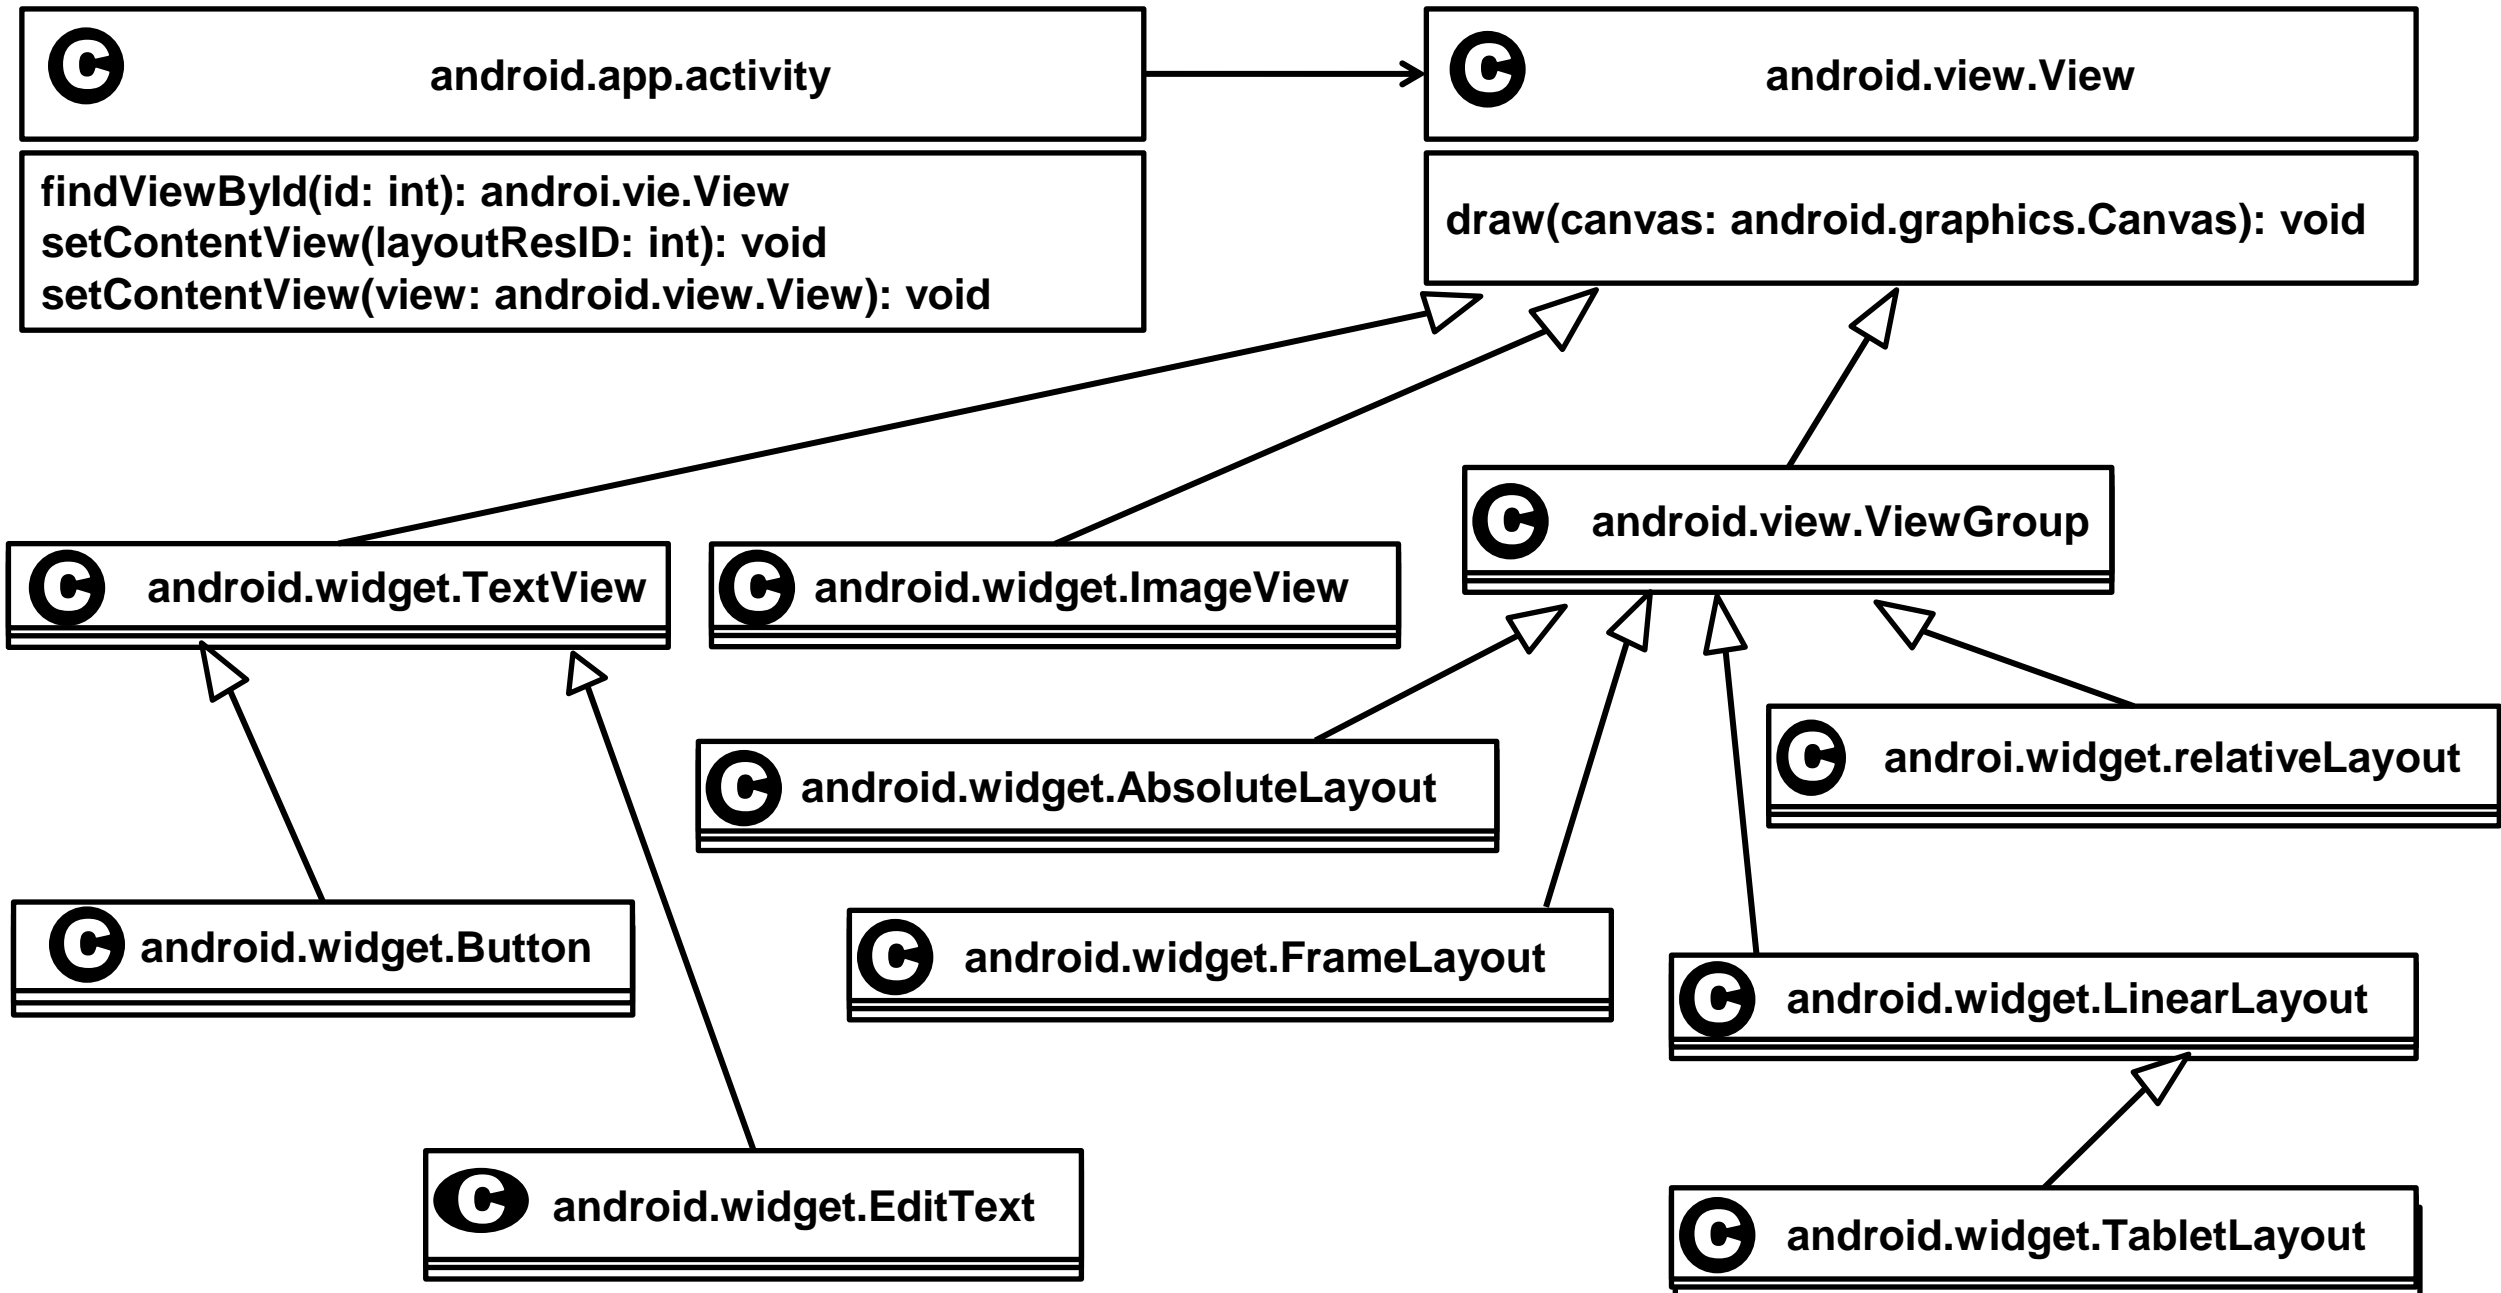 C android.app.activity
findViewById(id: int): androi.vie.View
setContentView(layoutResID: int): void
setContentView(view: android.view.View): void
C android.view.View
draw(canvas: android.graphics.Canvas): void
C android.view.ViewGroup
C android.widget.TextView
C android.widget.ImageView
C androi.widget.relativeLayout
C android.widget.AbsoluteLayout
C android.widget.Button
C android.widget.FrameLayout
C android.widget.LinearLayout
C android.widget.EditText
C android.widget.TabletLayout